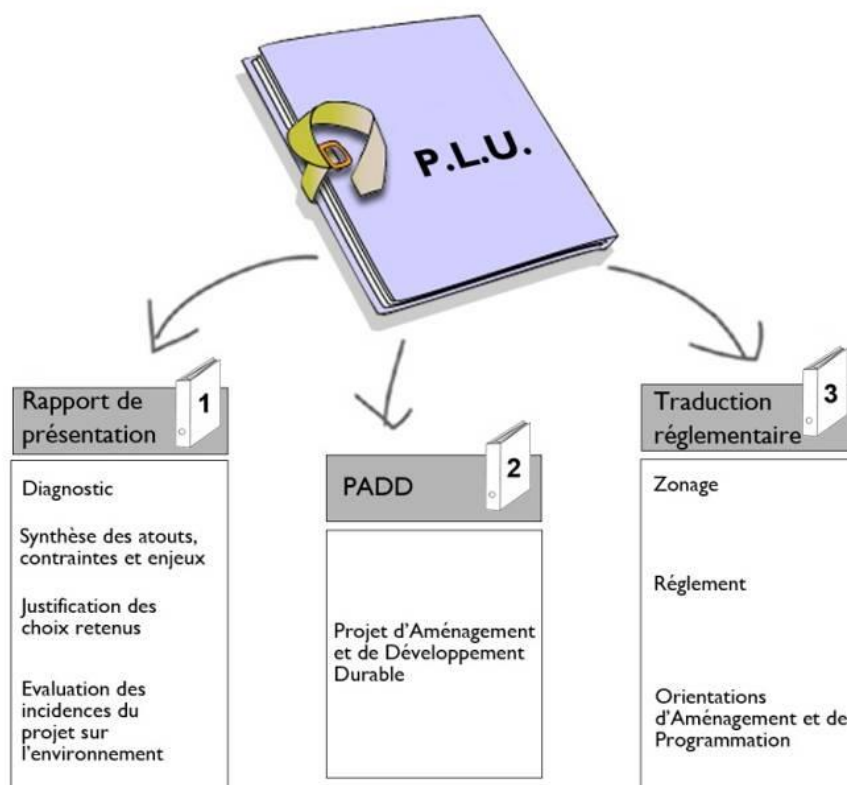 P.L.U.
Rapport de
présentation
1
Diagnostic
Synthèse des atouts,
contraintes et enjeux
Justification des
choix retenus
Evaluation des
incidences du
projet sur
l'environnement
PADD
2
Projet d'Aménagement
et de Développement
Durable
Traduction
réglementaire
3
Zonage
Réglement
Orientations
d'Aménagement et de
Programmation